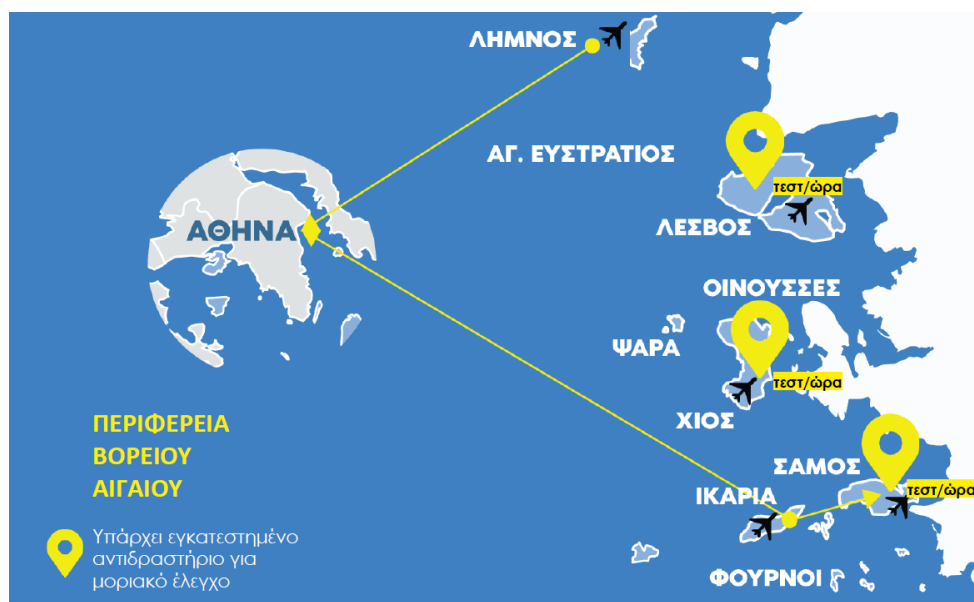 ΛΗΜΝΟΣ
ΑΓ. ΕΥΣΤΡΑΤΙΟΣ
τεστ/ώρα
ΛΕΣΒΟΣ
ΑΘΗΝΑ
ΟΙΝΟΥΣΣΕΣ
ΨΑΡΑ
τεστ/ώρα
ΧΙΟΣ
ΣΑΜΟΣ
τεστ/ώρα
ΙΚΑΡΙΑ
ΦΟΥΡΝΟΙ
ΠΕΡΙΦΕΡΕΙΑ
ΒΟΡΕΙΟΥ
ΑΙΓΑΙΟΥ
Υπάρχει εγκατεστημένο
αντιδραστήριο για
μοριακό έλεγχο